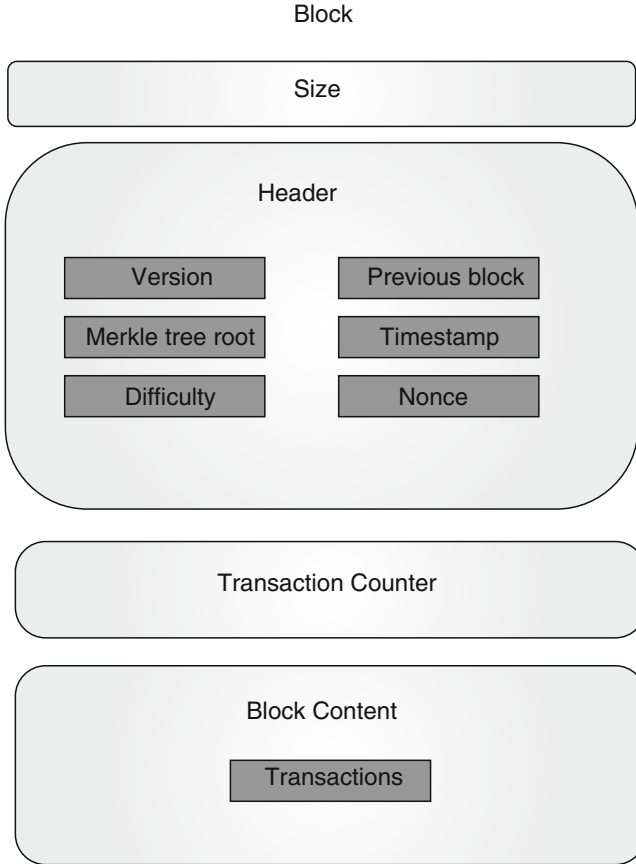 Block
Size
Header
Version
Previous block
Merkle tree root
Timestamp
Difficulty
Nonce
Transaction Counter
Block Content
Transactions